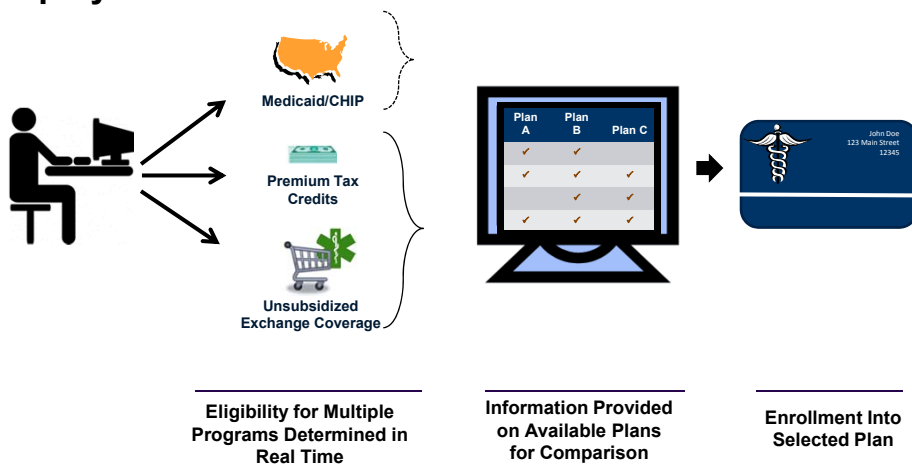 Medicaid/CHIP
Premium Tax
Credits
Unsubsidized
Exchange Coverage
Plan
A
Plan
B
Plan C
✓ ✓
✓ ✓ ✓
✓ ✓
✓ ✓ ✓
John Doe
123 Main Street
12345
Eligibility for Multiple
Programs Determined in
Real Time
Information Provided
on Available Plans
for Comparison
Enrollment Into
Selected Plan